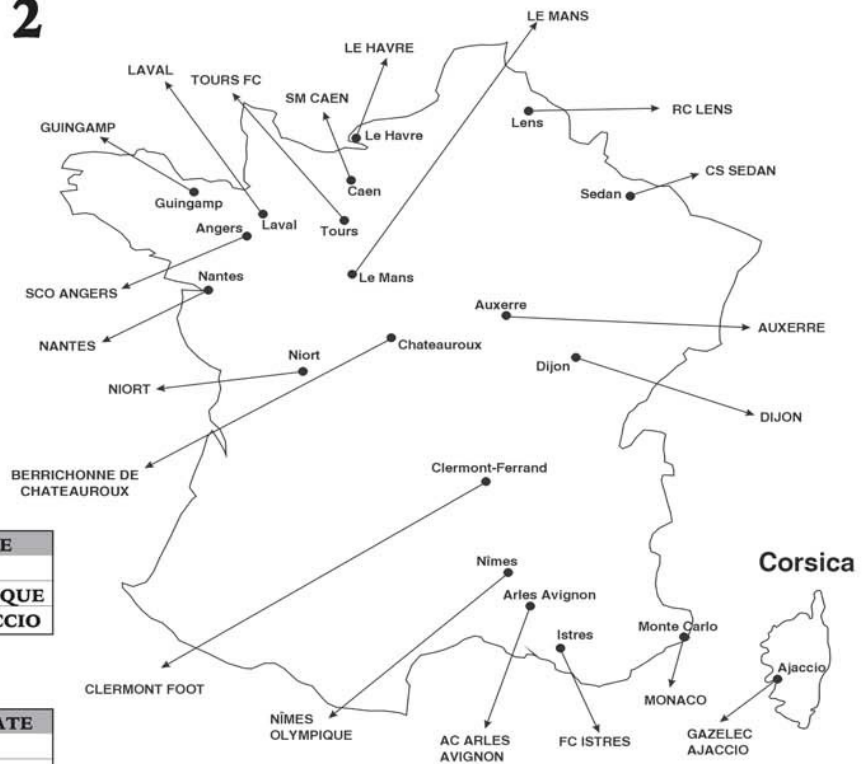 2
LE MANS
LE HAVRE
LAVAL
TOURS FC
SM CAEN
GUINGAMP
Le Havre
Lens
RC LENS
CS SEDAN
Caen
Sedan
Guingamp
Laval
Angers
Tours
Nantes
Le Mans
SCO ANGERS
Auxerre
AUXERRE
NANTES
Chateauroux
Niort
Dijon
NIORT
DIJON
BERRICHONNE DE
CHATEAUROUX
Clermont-Ferrand
E
QUE
CCIO
Nîmes
Corsica
Arles Avignon
Istres
Monte Carlo
Ajaccio
CLERMONT FOOT
MONACO
NÎMES
OLYMPIQUE
AC ARLES
AVIGNON
FC ISTRES
GAZELEC
AJACCIO
ATE